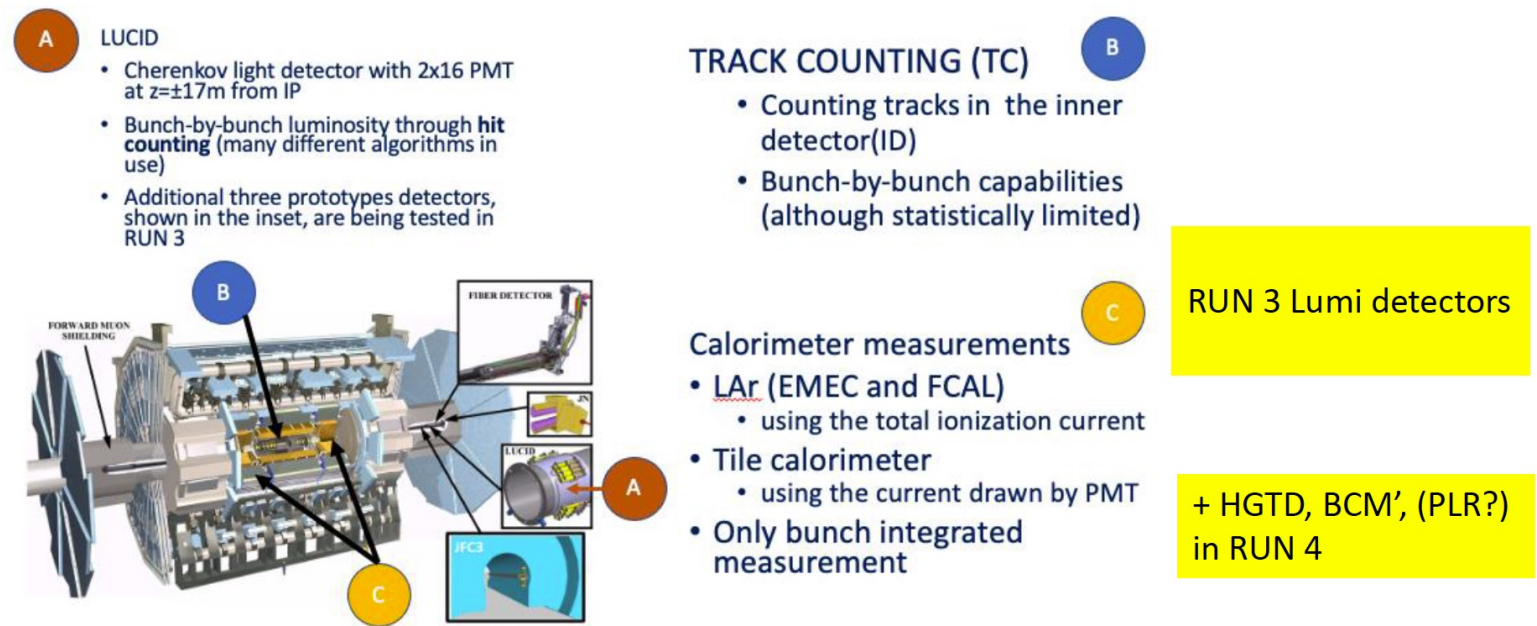 A
LUCID
• Cherenkov light detector with 2x16 PMT
at z=±17m from IP
• Bunch-by-bunch luminosity through hit
counting (many different algorithms in
use)
• Additional three prototypes detectors,
shown in the inset, are being tested in
RUN 3
B
TRACK COUNTING (TC)
• Counting tracks in the inner
detector(ID)
• Bunch-by-bunch capabilities
(although statistically limited)
C
Calorimeter measurements
• LAr (EMEC and FCAL)
• using the total ionization current
• Tile calorimeter
• using the current drawn by PMT
• Only bunch integrated
measurement
RUN 3 Lumi detectors
+ HGTD, BCM’, (PLR?)
in RUN 4
B
FORWARD MUON
SHIELDING
FIBER DETECTOR
JN
LUCID
A
JFC3
C